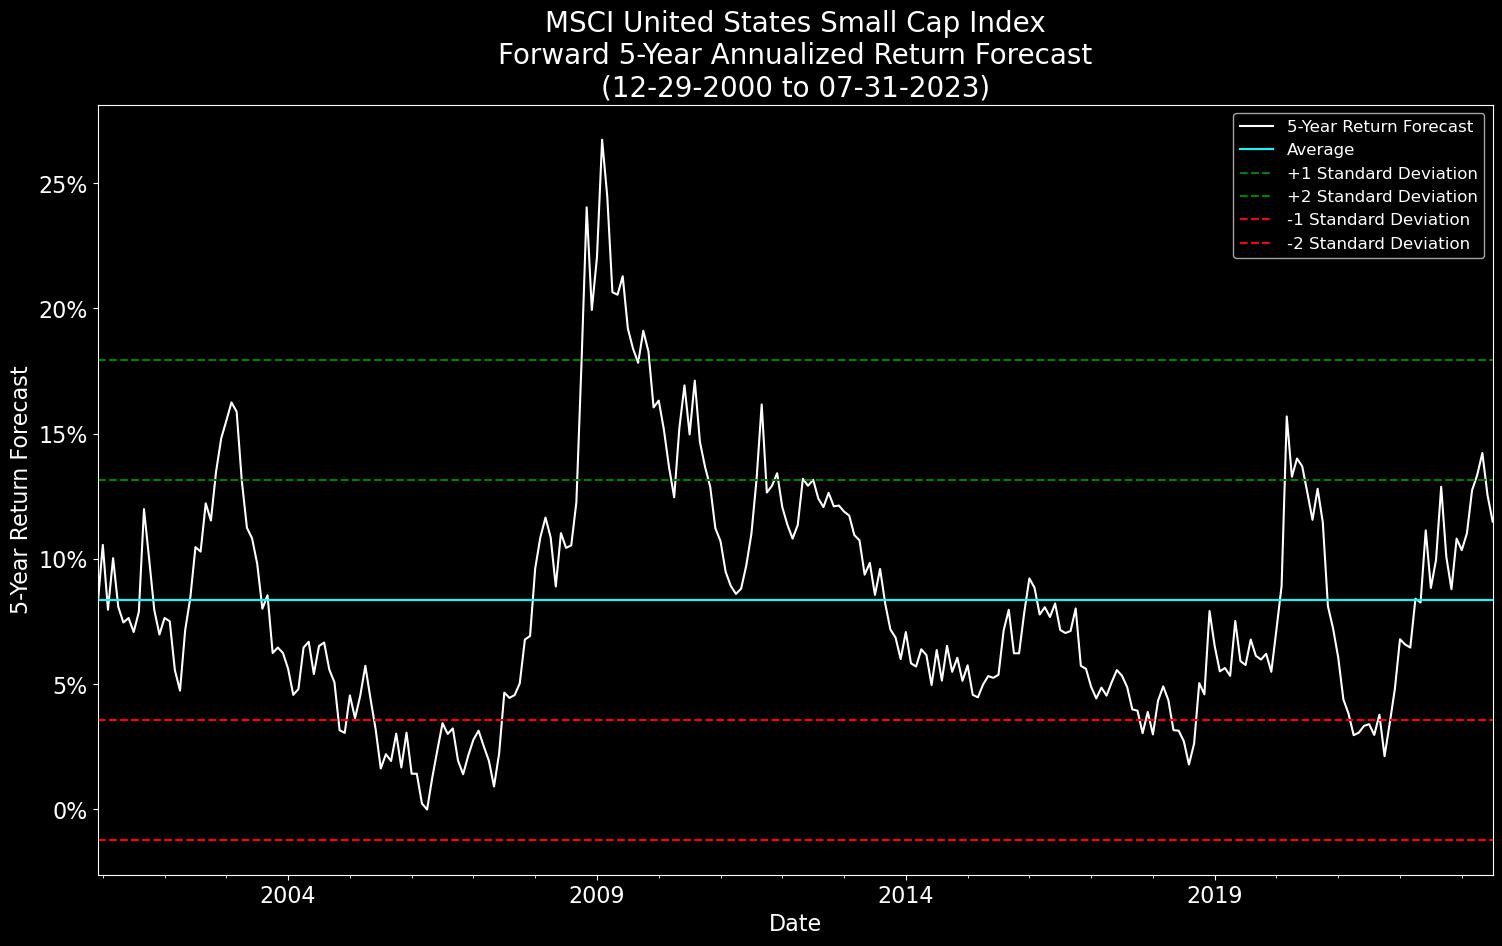 MSCI United States Small Cap Index
Forward 5-Year Annualized Return Forecast
(12-29-2000 to 07-31-2023)
5-Year Return Forecast
Average
+1 Standard Deviation
+2 Standard Deviation
-1 Standard Deviation
-2 Standard Deviation
5-Year Return Forecast
25%
20%
15%
10%
5%
0%
2004 2009 2014 2019
Date